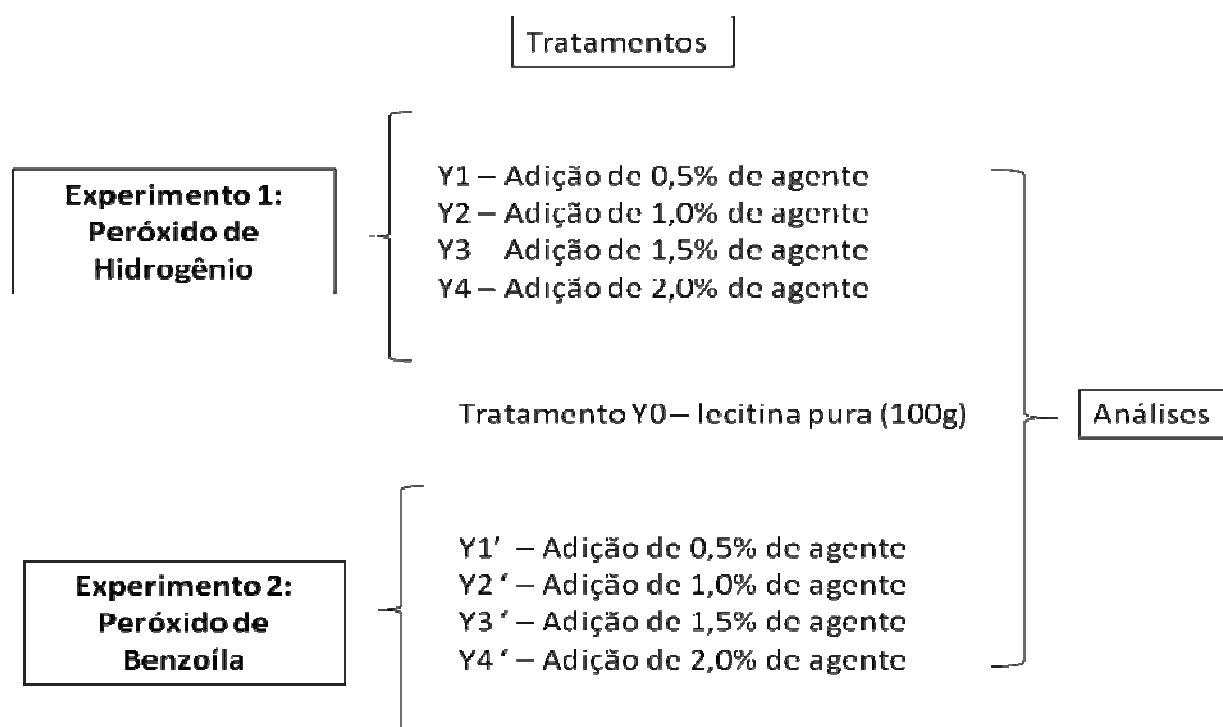 Tratamentos
Experimento 1:
Peróxido de
Hidrogênio
Y1 – Adição de 0,5% de agente
Y2 – Adição de 1,0% de agente
Y3 Adição de 1,5% de agente
Y4 – Adição de 2,0% de agente
Tratamento Y0 – lecitina pura (100g)
Análises
Experimento 2:
Peróxido de
Benzoíla
Y1’ – Adição de 0,5% de agente
Y2 ‘ – Adição de 1,0% de agente
Y3 ‘ – Adição de 1,5% de agente
Y4 ‘ – Adição de 2,0% de agente